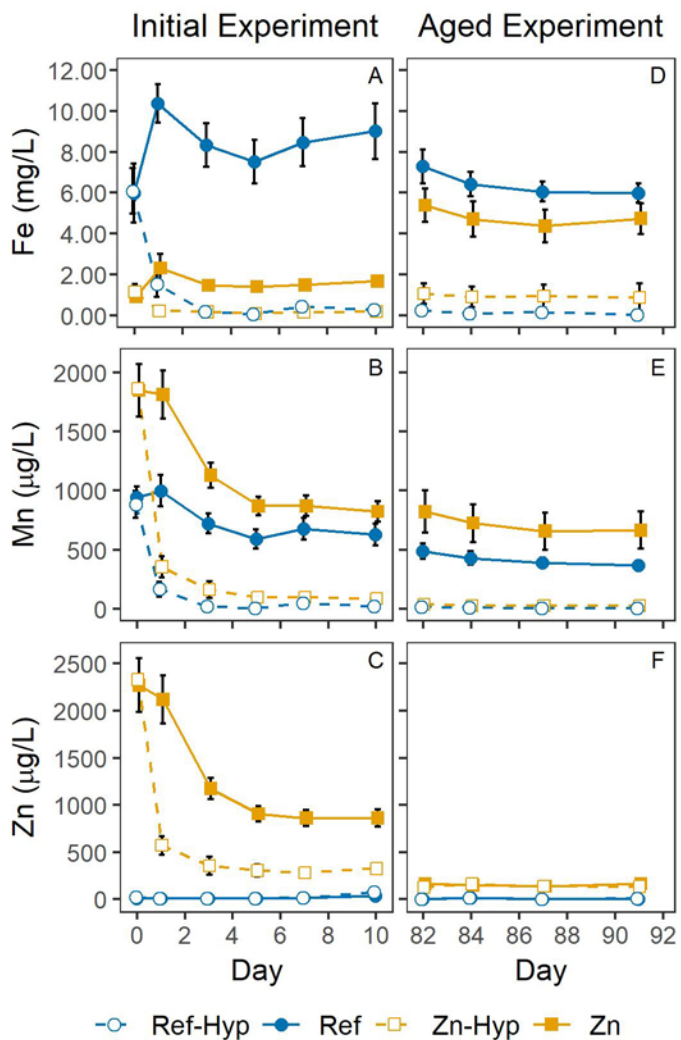 Initial Experiment Aged Experiment
Fe (mg/L)
12.00
10.00
8.00
6.00
4.00
2.00
0.00
A
D
Mn (µg/L)
2000
1500
1000
500
0
B
E
Zn (µg/L)
2500
2000
1500
1000
500
0
C
F
0 2 4 6 8 10 82 84 86 88 90 92
Day Day
Ref-Hyp Ref Zn-Hyp Zn